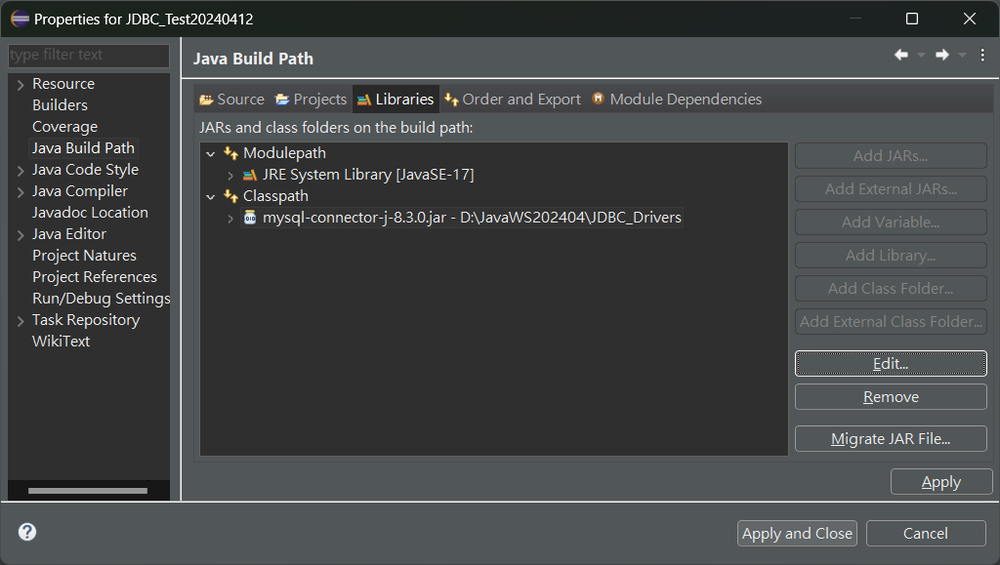 Properties for JDBC_Test20240412
type filter text
Resource
Builders
Coverage
Java Build Path
Java Code Style
Java Compiler
Javadoc Location
Java Editor
Project Natures
Project References
Run/Debug Settings
Task Repository
WikiText
Java Build Path
Source Projects Libraries Order and Export Module Dependencies
JARs and class folders on the build path:
Modulepath
JRE System Library [JavaSE-17]
Classpath
mysql-connector-j-8.3.0.jar - D:\JavaWS202404\JDBC_Drivers
Add JARs...
Add External JARs...
Add Variable...
Add Library...
Add Class Folder...
Add External Class Folder...
Edit...
Remove
Migrate JAR File...
Apply
Apply and Close
Cancel